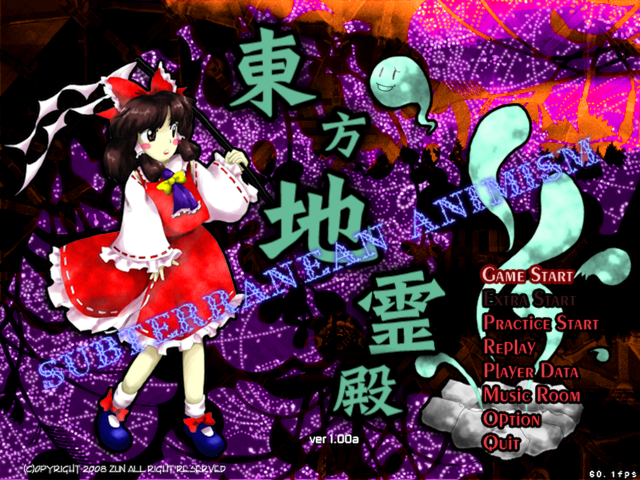 東方地霊殿
SUBTERRANEAN ANIMISM
GAME START
EXTRA START
PRACTICE START
REPLAY
PLAYER DATA
MUSIC ROOM
OPTION
QUIT
ver 1.00a
(C)OPYRIGHT 2008 ZUN ALL RIGHT RESERVED
60.1fps